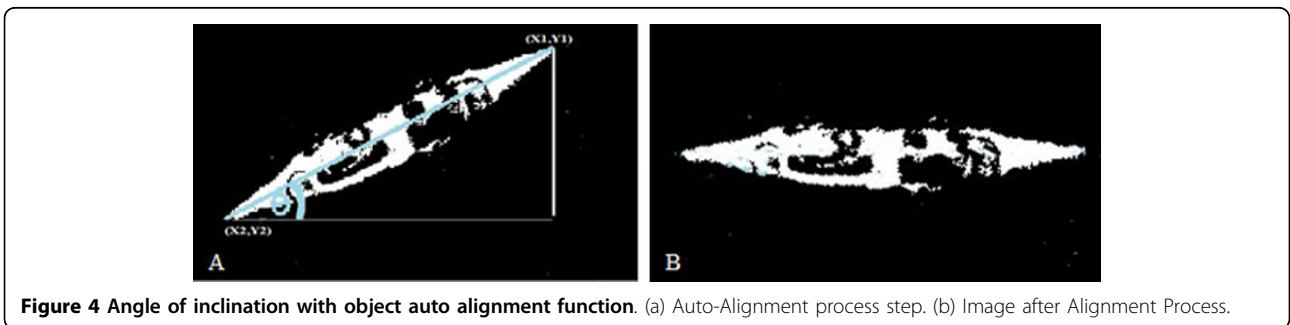 (X1,Y1)
(X2,Y2)
A
B
Figure 4 Angle of inclination with object auto alignment function. (a) Auto-Alignment process step. (b) Image after Alignment Process.